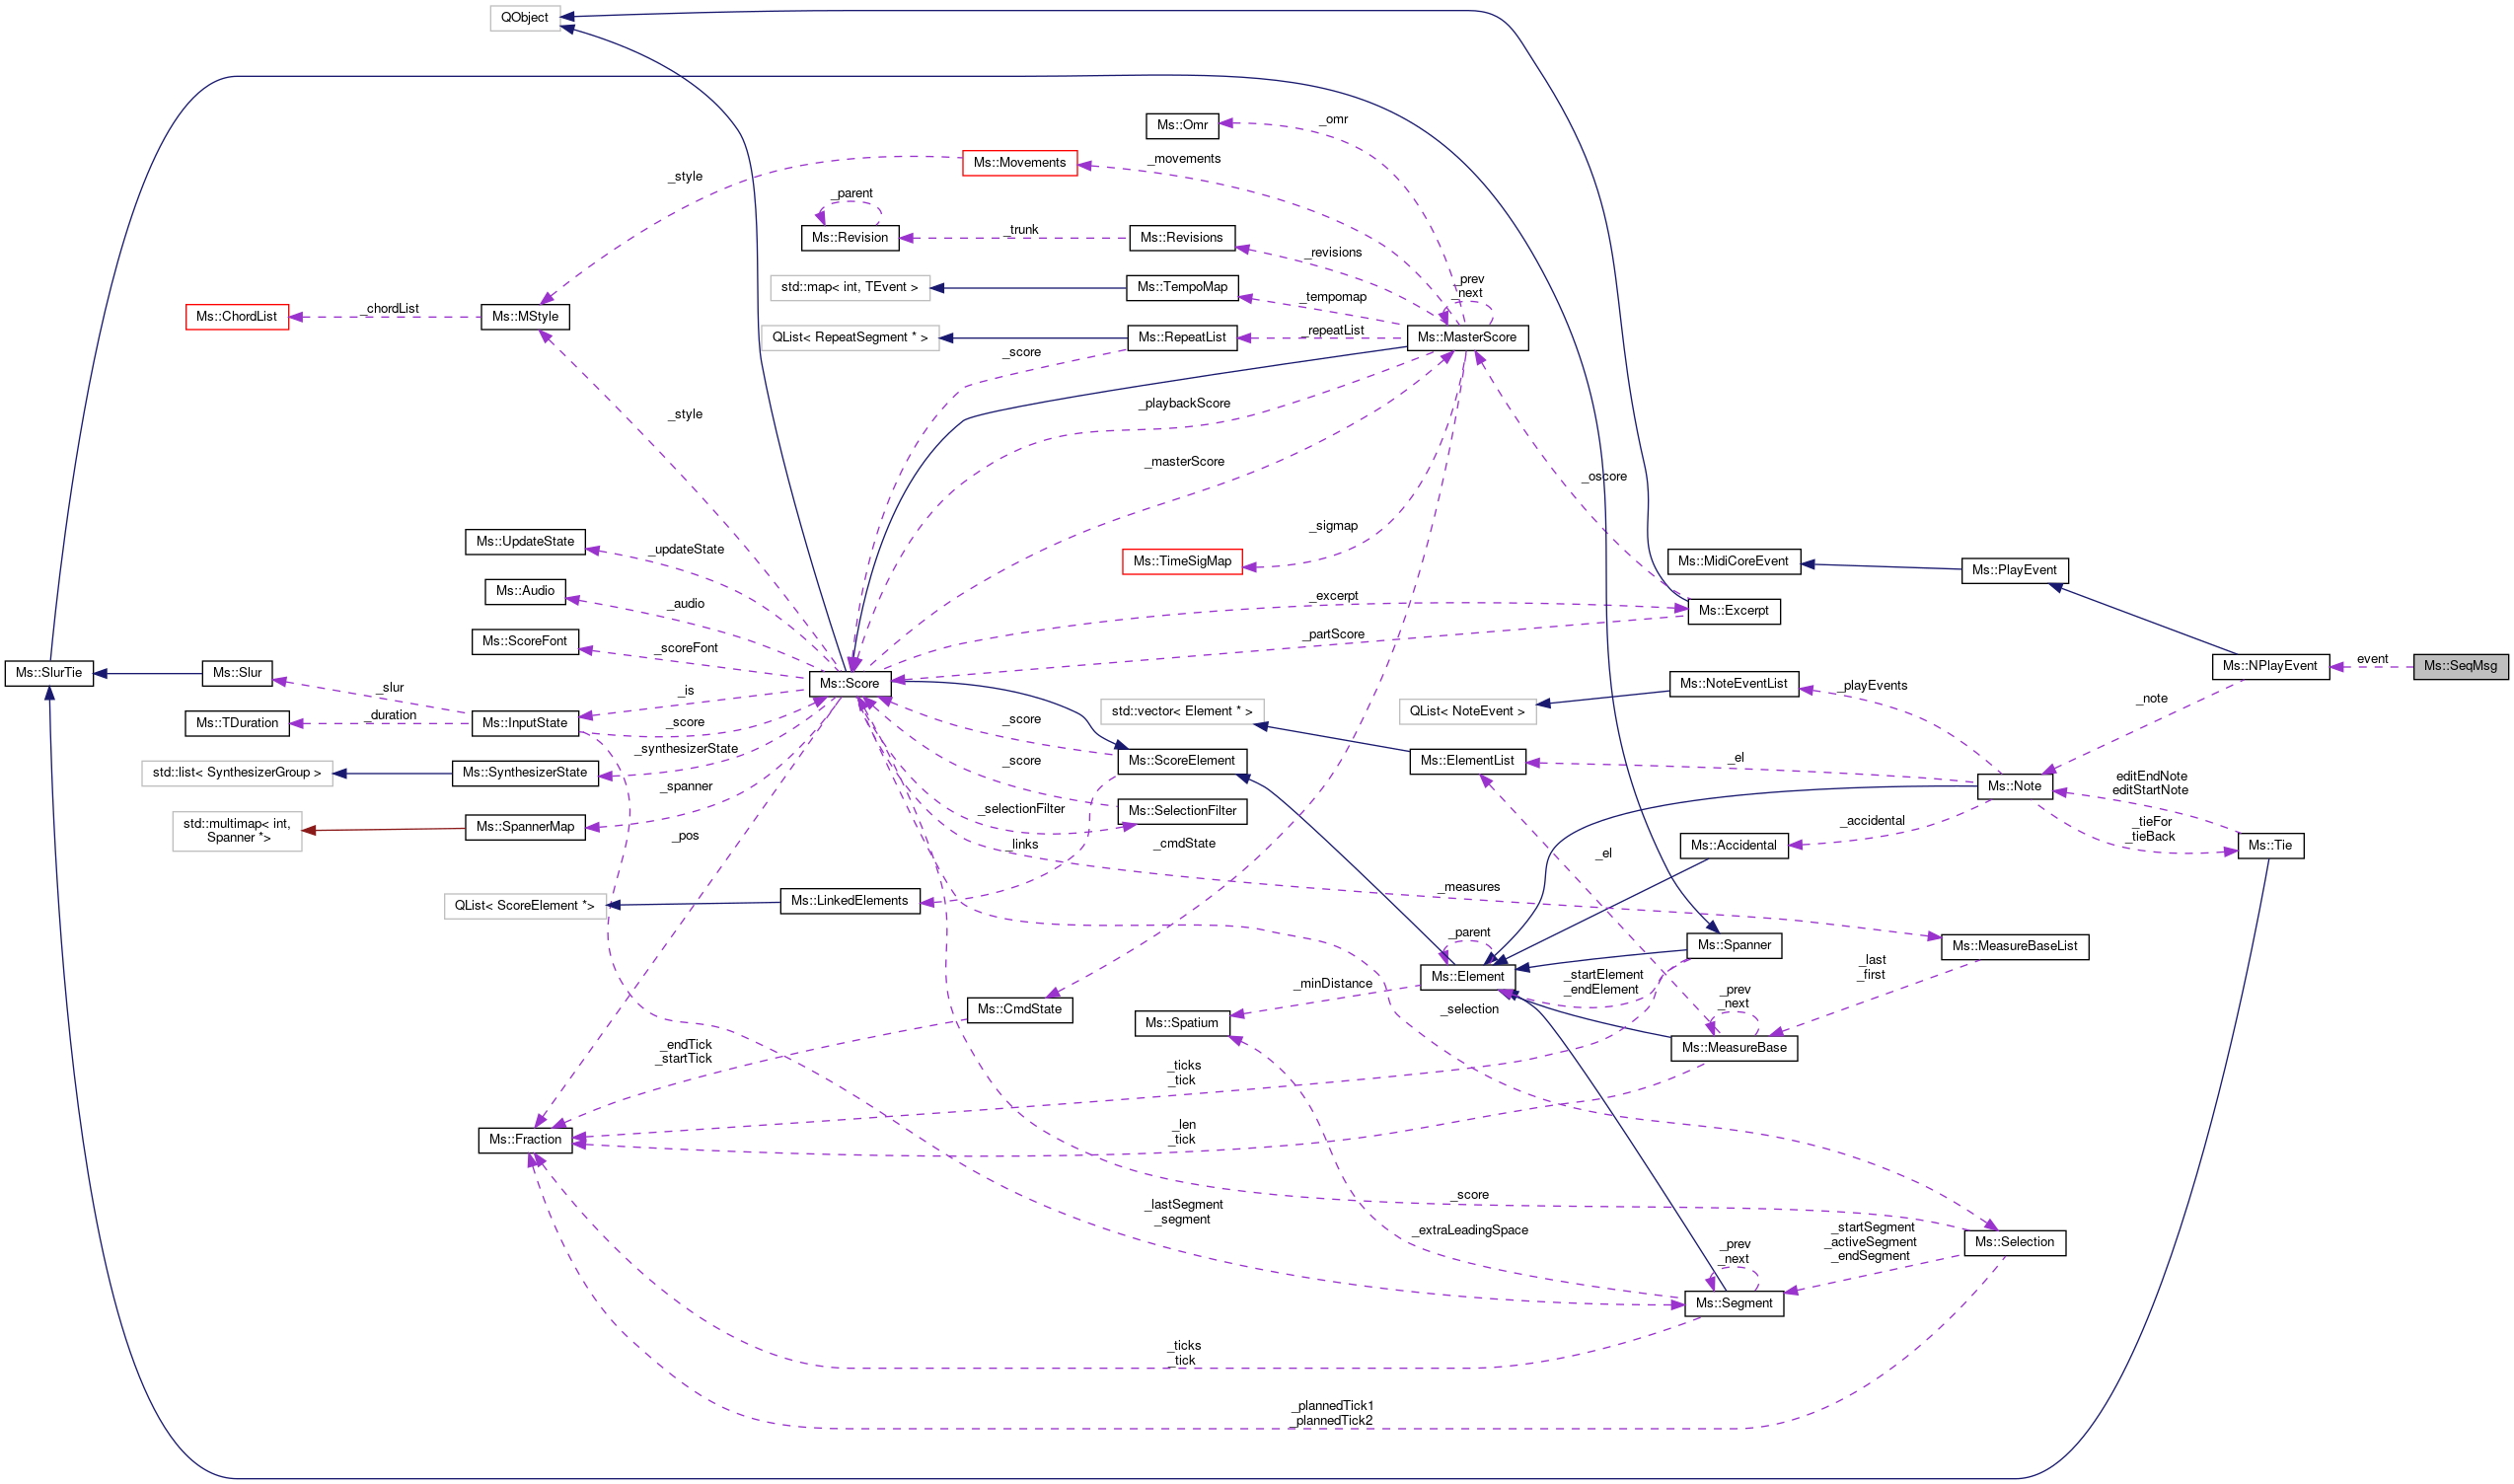 QObject
Ms::Omr
_omr
Ms::Movements
_movements
_style
_parent
Ms::Revision
_trunk
Ms::Revisions
_revisions
std::map< int, TEvent >
Ms::TempoMap
_tempomap
_prev
_next
Ms::ChordList
_chordList
Ms::MStyle
QList< RepeatSegment * >
Ms::RepeatList
_repeatList
Ms::MasterScore
_score
_style
_playbackScore
_masterScore
_oscore
Ms::UpdateState
_updateState
_sigmap
Ms::TimeSigMap
Ms::MidiCoreEvent
Ms::PlayEvent
Ms::Audio
_audio
_excerpt
Ms::Excerpt
Ms::ScoreFont
_scoreFont
_partScore
Ms::SlurTie
Ms::Slur
_slur
_is
Ms::Score
Ms::NoteEventList
_playEvents
Ms::NPlayEvent
event
Ms::SeqMsg
_note
Ms::TDuration
_duration
Ms::InputState
_score
_score
std::vector< Element * >
QList< NoteEvent >
std::list< SynthesizerGroup >
Ms::SynthesizerState
_synthesizerState
Ms::ScoreElement
_score
Ms::ElementList
_el
Ms::Note
editEndNote
editStartNote
_spanner
_selectionFilter
Ms::SelectionFilter
std::multimap< int,
Spanner *>
Ms::SpannerMap
_pos
_links
_cmdState
_el
_accidental
Ms::Accidental
_tieFor
_tieBack
Ms::Tie
QList< ScoreElement *>
Ms::LinkedElements
_measures
_parent
Ms::Spanner
Ms::MeasureBaseList
Ms::Element
_startElement
_endElement
_last
_first
_minDistance
_prev
_next
Ms::CmdState
Ms::Spatium
_selection
Ms::MeasureBase
_endTick
_startTick
_ticks
_tick
Ms::Fraction
_len
_tick
_score
_lastSegment
_segment
_extraLeadingSpace
_startSegment
_activeSegment
_endSegment
Ms::Selection
_prev
_next
Ms::Segment
_ticks
_tick
_plannedTick1
_plannedTick2